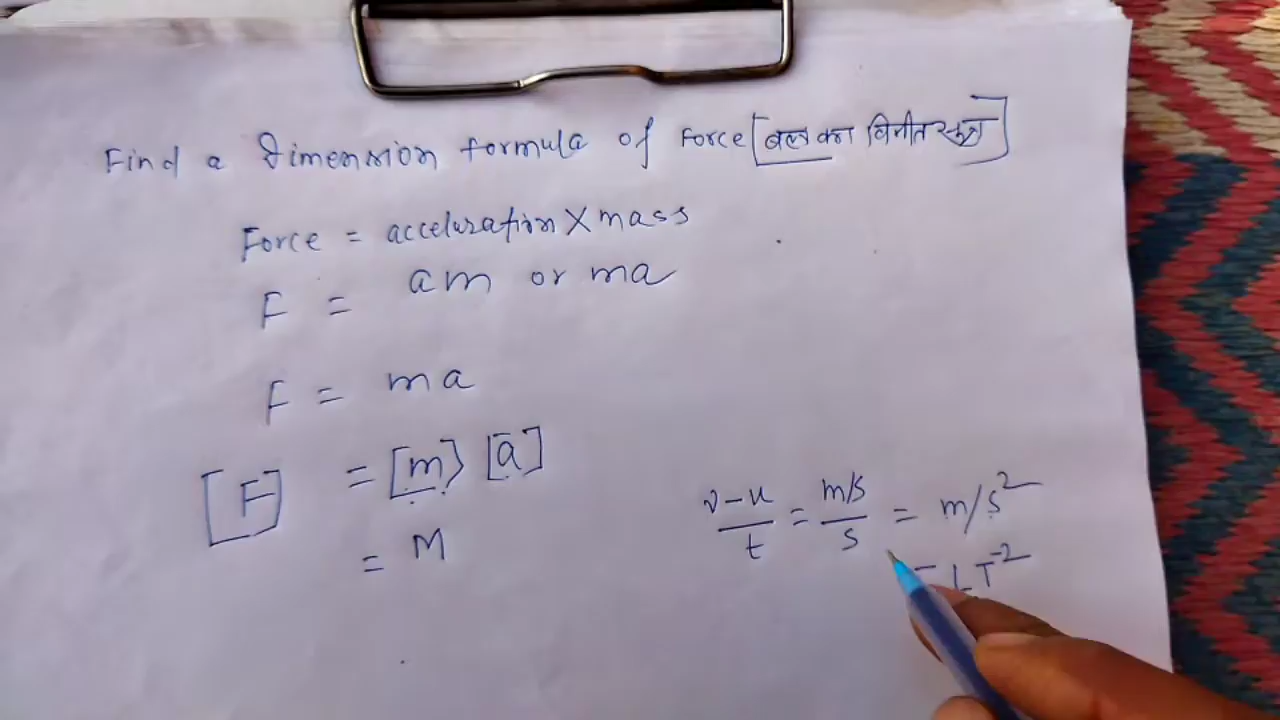 Find a Dimension formula of Force [बल का विमीत सूत्र]
Force = acceleration X mass
F = am or ma
F = ma
[F] = [m} [a]
= M
v-u/t = m/s/s = m/s²
= LT⁻²